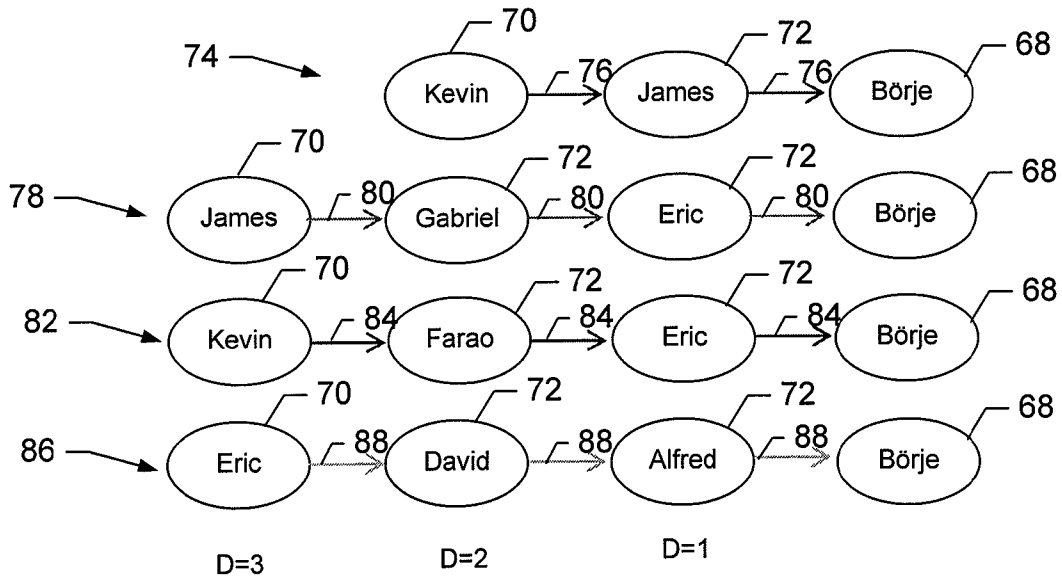 70
72
68
74
76
76
Kevin
James
Börje
70
72
72
68
78
80
80
80
James
Gabriel
Eric
Börje
70
72
72
68
82
84
84
84
Kevin
Farao
Eric
Börje
70
72
72
68
86
88
88
88
Eric
David
Alfred
Börje
D=3
D=2
D=1